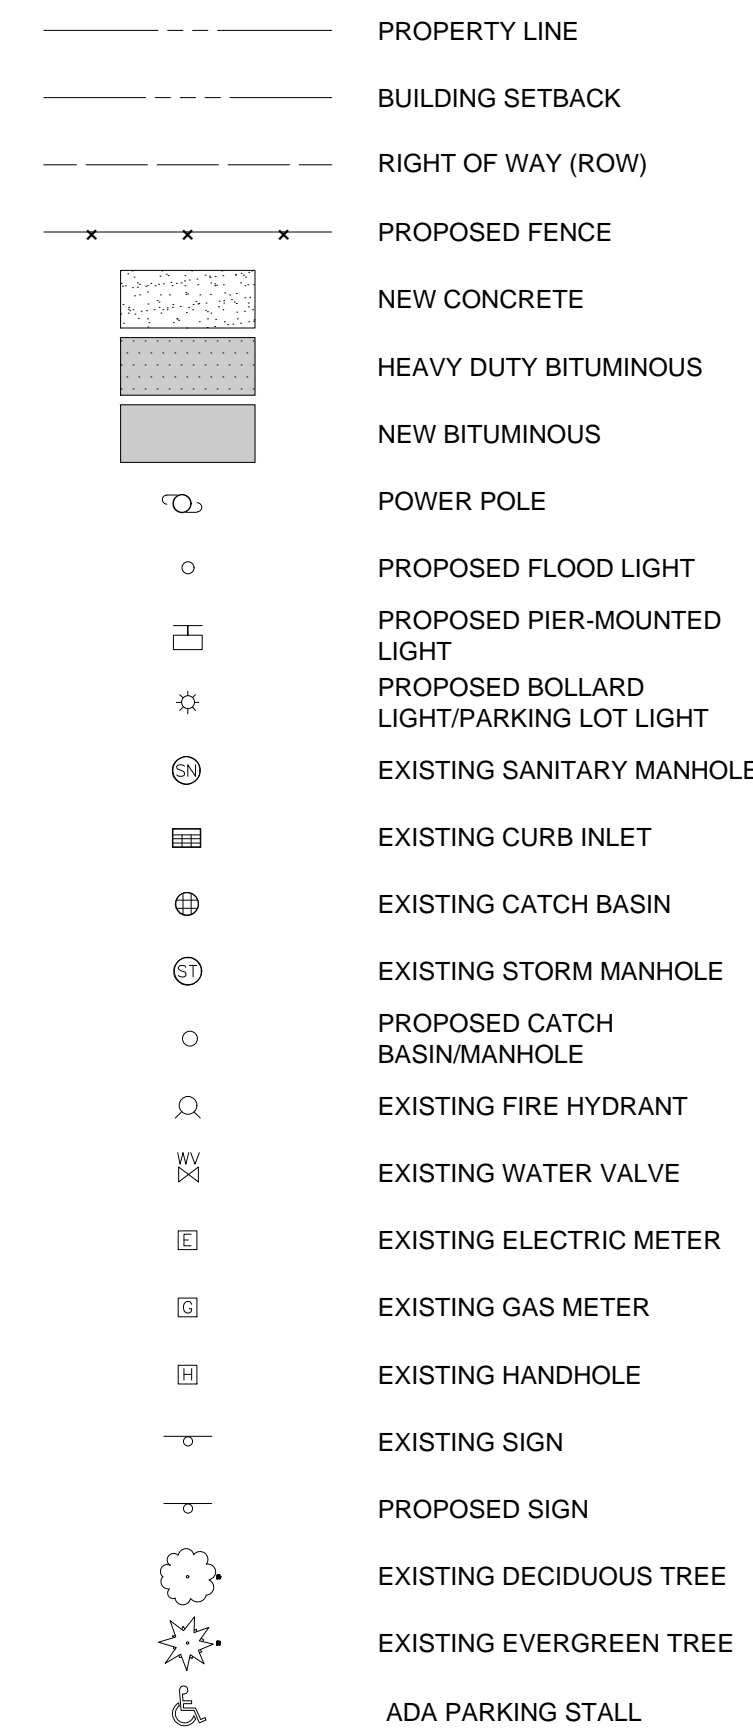 PROPERTY LINE
BUILDING SETBACK
RIGHT OF WAY (ROW)
PROPOSED FENCE
NEW CONCRETE
HEAVY DUTY BITUMINOUS
NEW BITUMINOUS
POWER POLE
PROPOSED FLOOD LIGHT
PROPOSED PIER-MOUNTED
LIGHT
PROPOSED BOLLARD
LIGHT/PARKING LOT LIGHT
SN EXISTING SANITARY MANHOLE
EXISTING CURB INLET
EXISTING CATCH BASIN
ST EXISTING STORM MANHOLE
PROPOSED CATCH
BASIN/MANHOLE
EXISTING FIRE HYDRANT
WV EXISTING WATER VALVE
E EXISTING ELECTRIC METER
G EXISTING GAS METER
H EXISTING HANDHOLE
EXISTING SIGN
PROPOSED SIGN
EXISTING DECIDUOUS TREE
EXISTING EVERGREEN TREE
ADA PARKING STALL